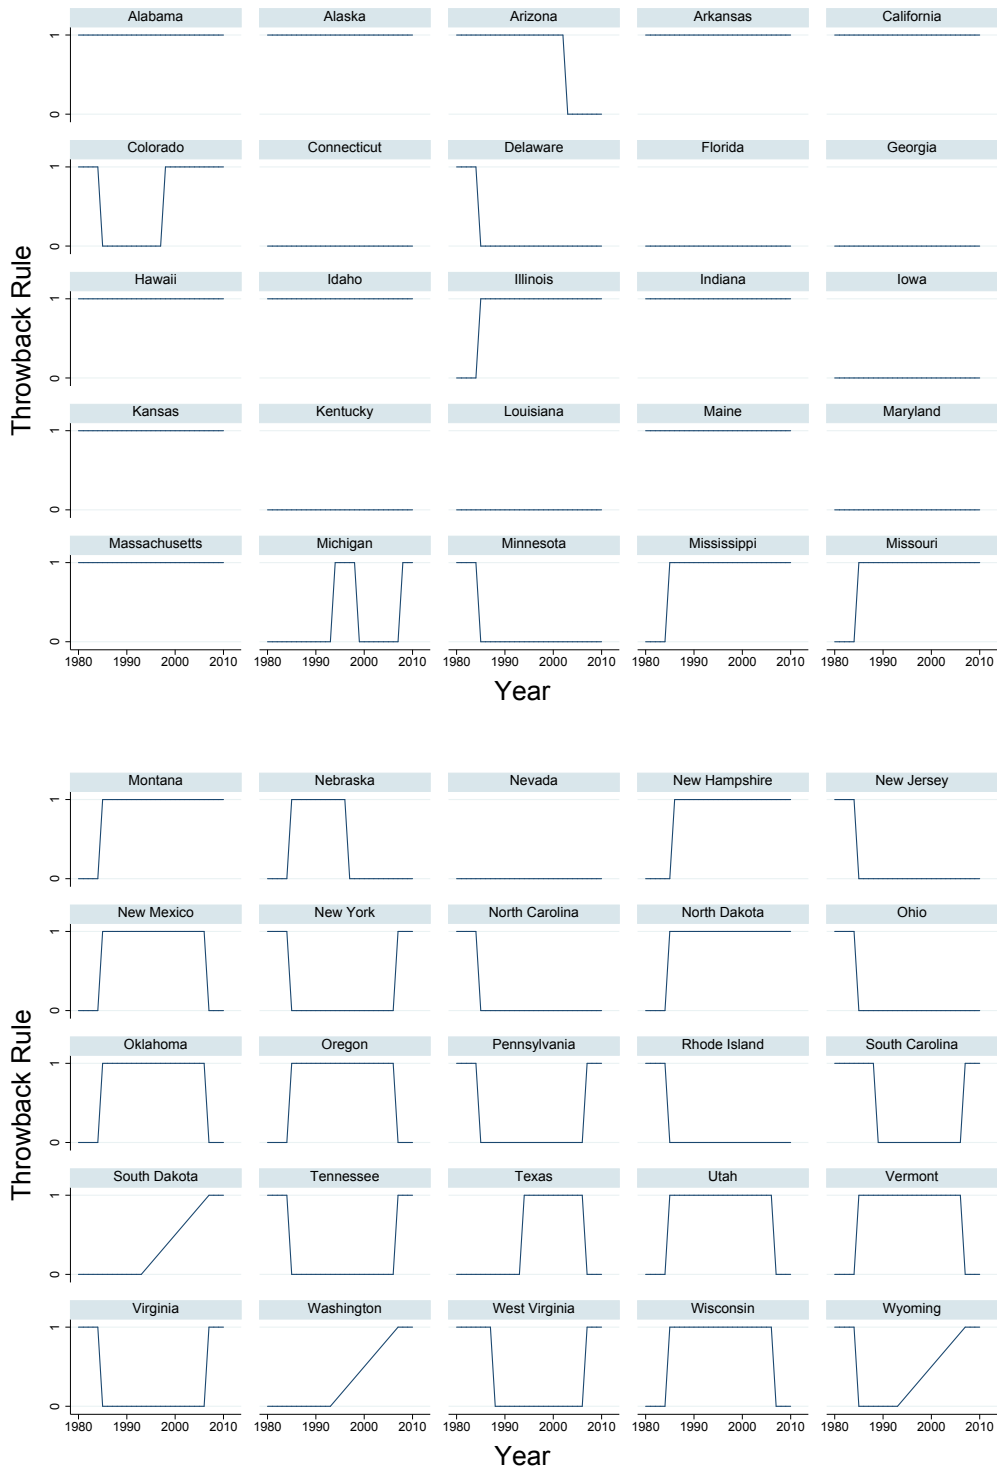 Alabama Alaska Arizona Arkansas California
1
0
Colorado Connecticut Delaware Florida Georgia
1
0
Hawaii Idaho Illinois Indiana Iowa
1
0
Kansas Kentucky Louisiana Maine Maryland
1
0
Massachusetts Michigan Minnesota Mississippi Missouri
1
0
1980 1990 2000 2010 1980 1990 2000 2010 1980 1990 2000 2010 1980 1990 2000 2010 1980 1990 2000 2010
Throwback Rule
Year
Montana Nebraska Nevada New Hampshire New Jersey
1
0
New Mexico New York North Carolina North Dakota Ohio
1
0
Oklahoma Oregon Pennsylvania Rhode Island South Carolina
1
0
South Dakota Tennessee Texas Utah Vermont
1
0
Virginia Washington West Virginia Wisconsin Wyoming
1
0
1980 1990 2000 2010 1980 1990 2000 2010 1980 1990 2000 2010 1980 1990 2000 2010 1980 1990 2000 2010
Throwback Rule
Year